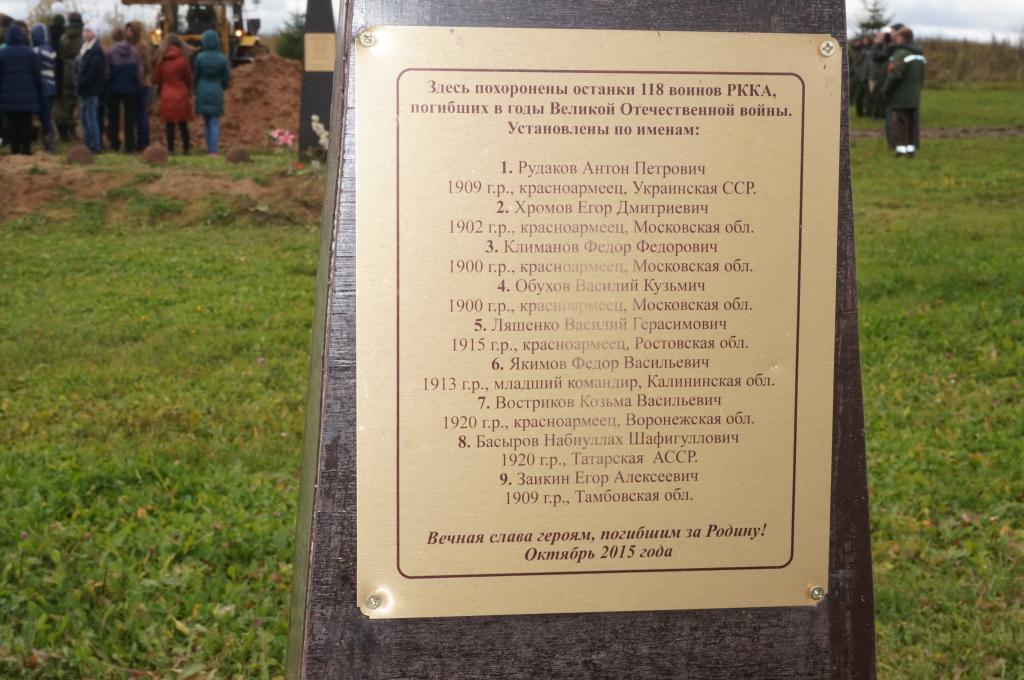 Здесь похоронены останки 118 воинов РККА,
погибших в годы Великой Отечественной войны.
Установлены по именам:
1. Рудаков Антон Петрович
1909 г.р., красноармеец, Украинская ССР.
2. Хромов Егор Дмитриевич
1902 г.р., красноармеец, Московская обл.
3. Климанов Федор Федорович
1900 г.р., красноармеец, Московская обл.
4. Обухов Василий Кузьмич
1900 г.р., красноармеец, Московская обл.
5. Ляшенко Василий Герасимович
1915 г.р., красноармеец, Ростовская обл.
6. Якимов Федор Васильевич
1913 г.р., младший командир, Калининская обл.
7. Востриков Козьма Васильевич
1920 г.р., красноармеец, Воронежская обл.
8. Басыров Набиуллах Шафигуллович
1920 г.р., Татарская АССР.
9. Заикин Егор Алексеевич
1909 г.р., Тамбовская обл.
Вечная слава героям, погибшим за Родину!
Октябрь 2015 года